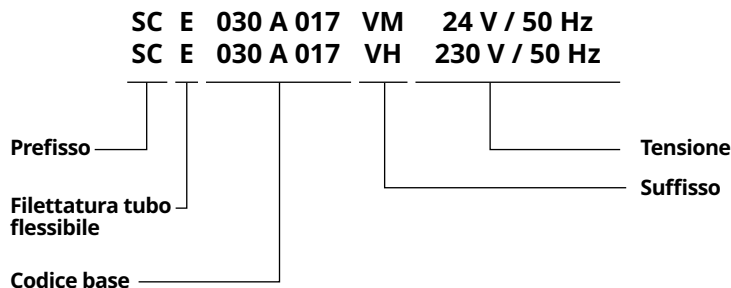 SC E 030 A 017 VM 24 V / 50 Hz
SC E 030 A 017 VH 230 V / 50 Hz
Prefisso
Tensione
Suffisso
Filettatura tubo
flessibile
Codice base